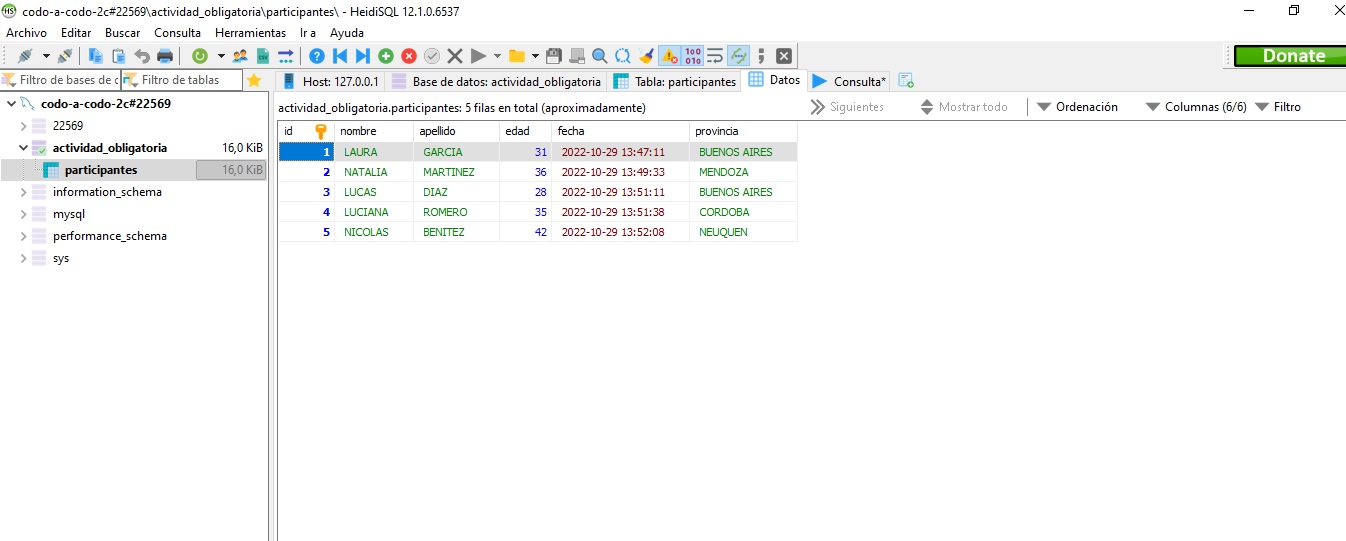 codo-a-codo-2c#22569\actividad_obligatoria\participantes\ - HeidiSQL 12.1.0.6537
Archivo Editar Buscar Consulta Herramientas Ir a Ayuda
Donate
Filtro de bases de d Filtro de tablas
Host: 127.0.0.1 Base de datos: actividad_obligatoria Tabla: participantes Datos Consulta*
codo-a-codo-2c#22569
22569
actividad_obligatoria 16,0 KiB
participantes 16,0 KiB
information_schema
mysql
performance_schema
sys
actividad_obligatoria.participantes: 5 filas en total (aproximadamente) Siguientes Mostrar todo Ordenación Columnas (6/6) Filtro
id nombre apellido edad fecha provincia
1 LAURA GARCIA 31 2022-10-29 13:47:11 BUENOS AIRES
2 NATALIA MARTINEZ 36 2022-10-29 13:49:33 MENDOZA
3 LUCAS DIAZ 28 2022-10-29 13:51:11 BUENOS AIRES
4 LUCIANA ROMERO 35 2022-10-29 13:51:38 CORDOBA
5 NICOLAS BENITEZ 42 2022-10-29 13:52:08 NEUQUEN